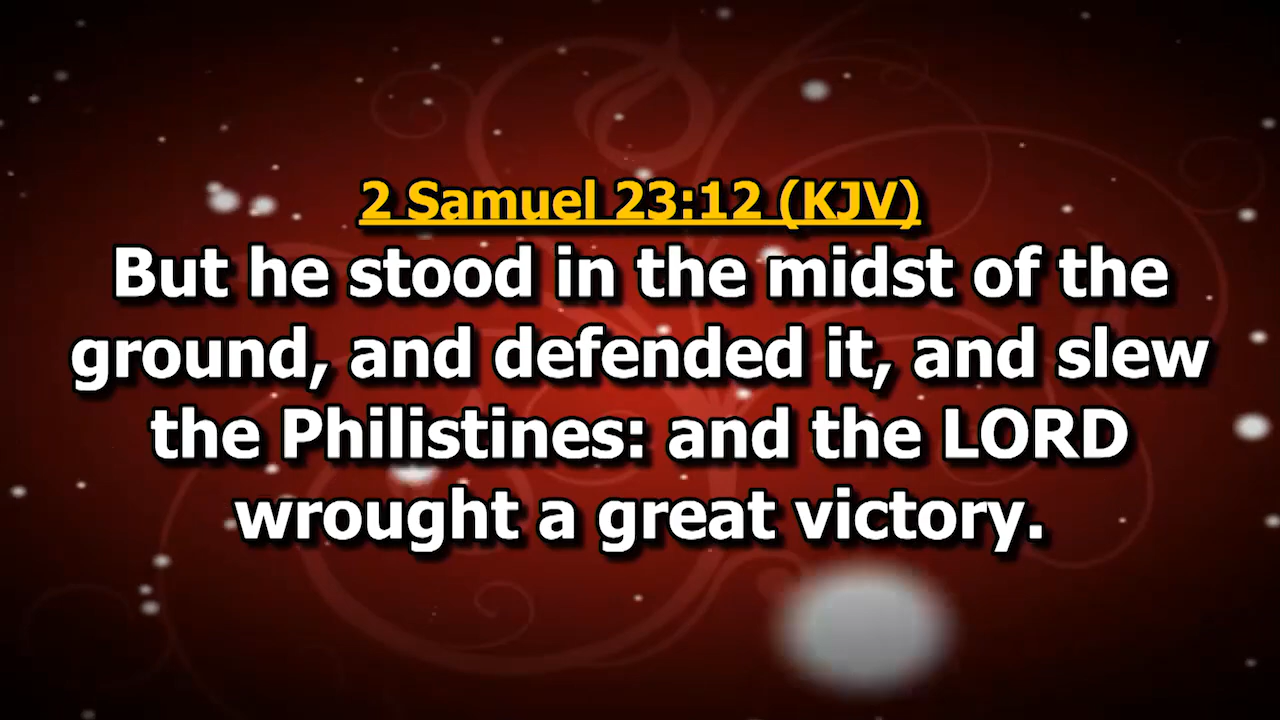 2 Samuel 23:12 (KJV)
But he stood in the midst of the
ground, and defended it, and slew
the Philistines: and the LORD
wrought a great victory.